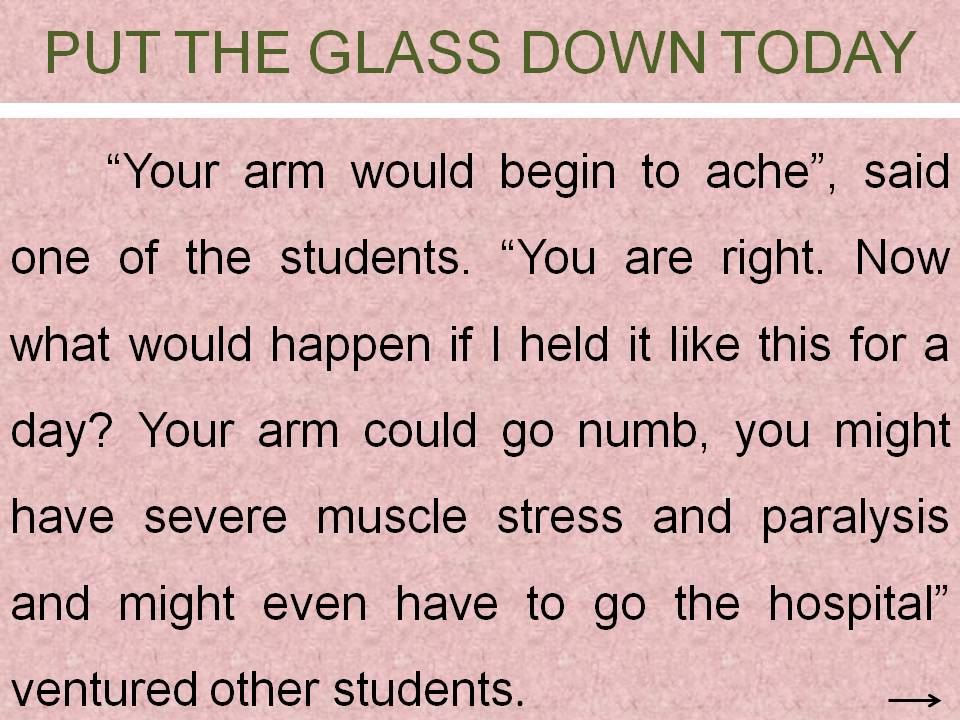 PUT THE GLASS DOWN TODAY
“Your arm would begin to ache”, said
one of the students. “You are right. Now
what would happen if I held it like this for a
day? Your arm could go numb, you might
have severe muscle stress and paralysis
and might even have to go the hospital”
ventured other students.